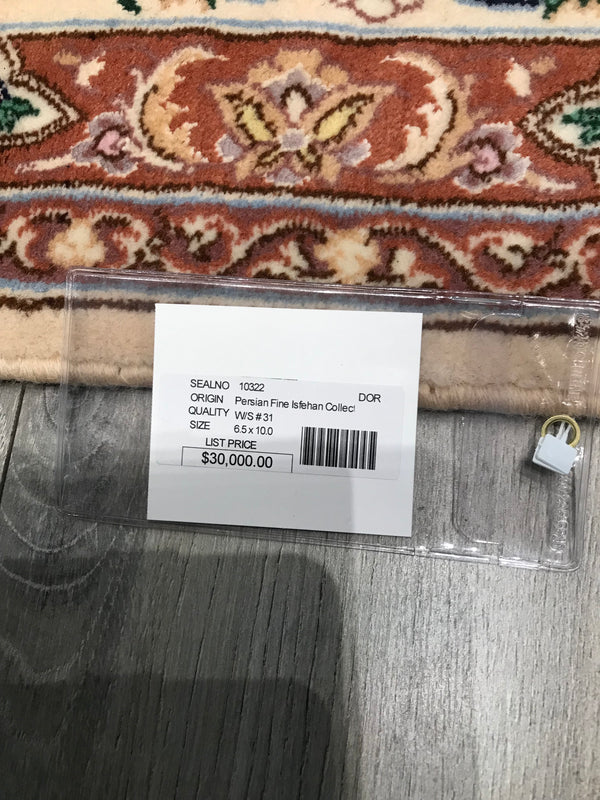 SEALNO 10322
ORIGIN Persian Fine Isfehan Collect DOR
QUALITY W/S # 31
SIZE 6.5 x 10.0
LIST PRICE
$30,000.00